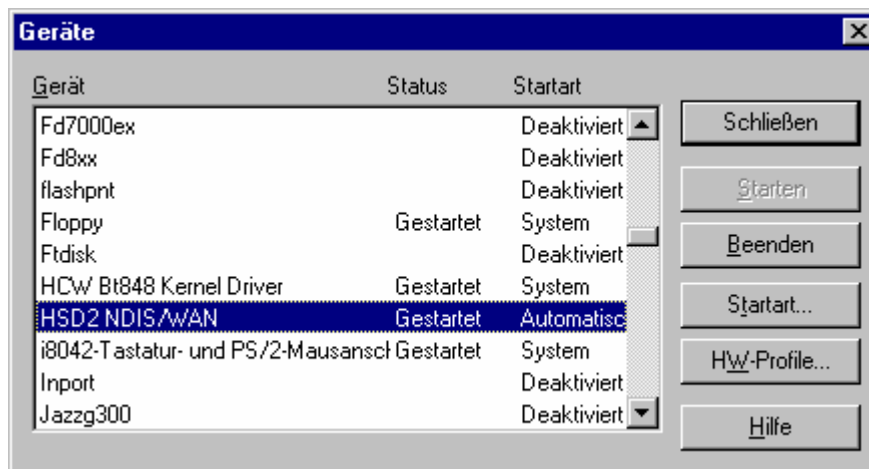 Geräte
Gerät Status Startart
Fd7000ex Deaktiviert
Fd8xx Deaktiviert
flashpnt Deaktiviert
Floppy Gestartet System
Ftdisk Deaktiviert
HCW Bt848 Kernel Driver Gestartet System
HSD2 NDIS/WAN Gestartet Automatisc
i8042-Tastatur- und PS/2-Mausansch Gestartet System
Inport Deaktiviert
Jazzg300 Deaktiviert
Schließen
Starten
Beenden
Startart...
HW-Profile...
Hilfe